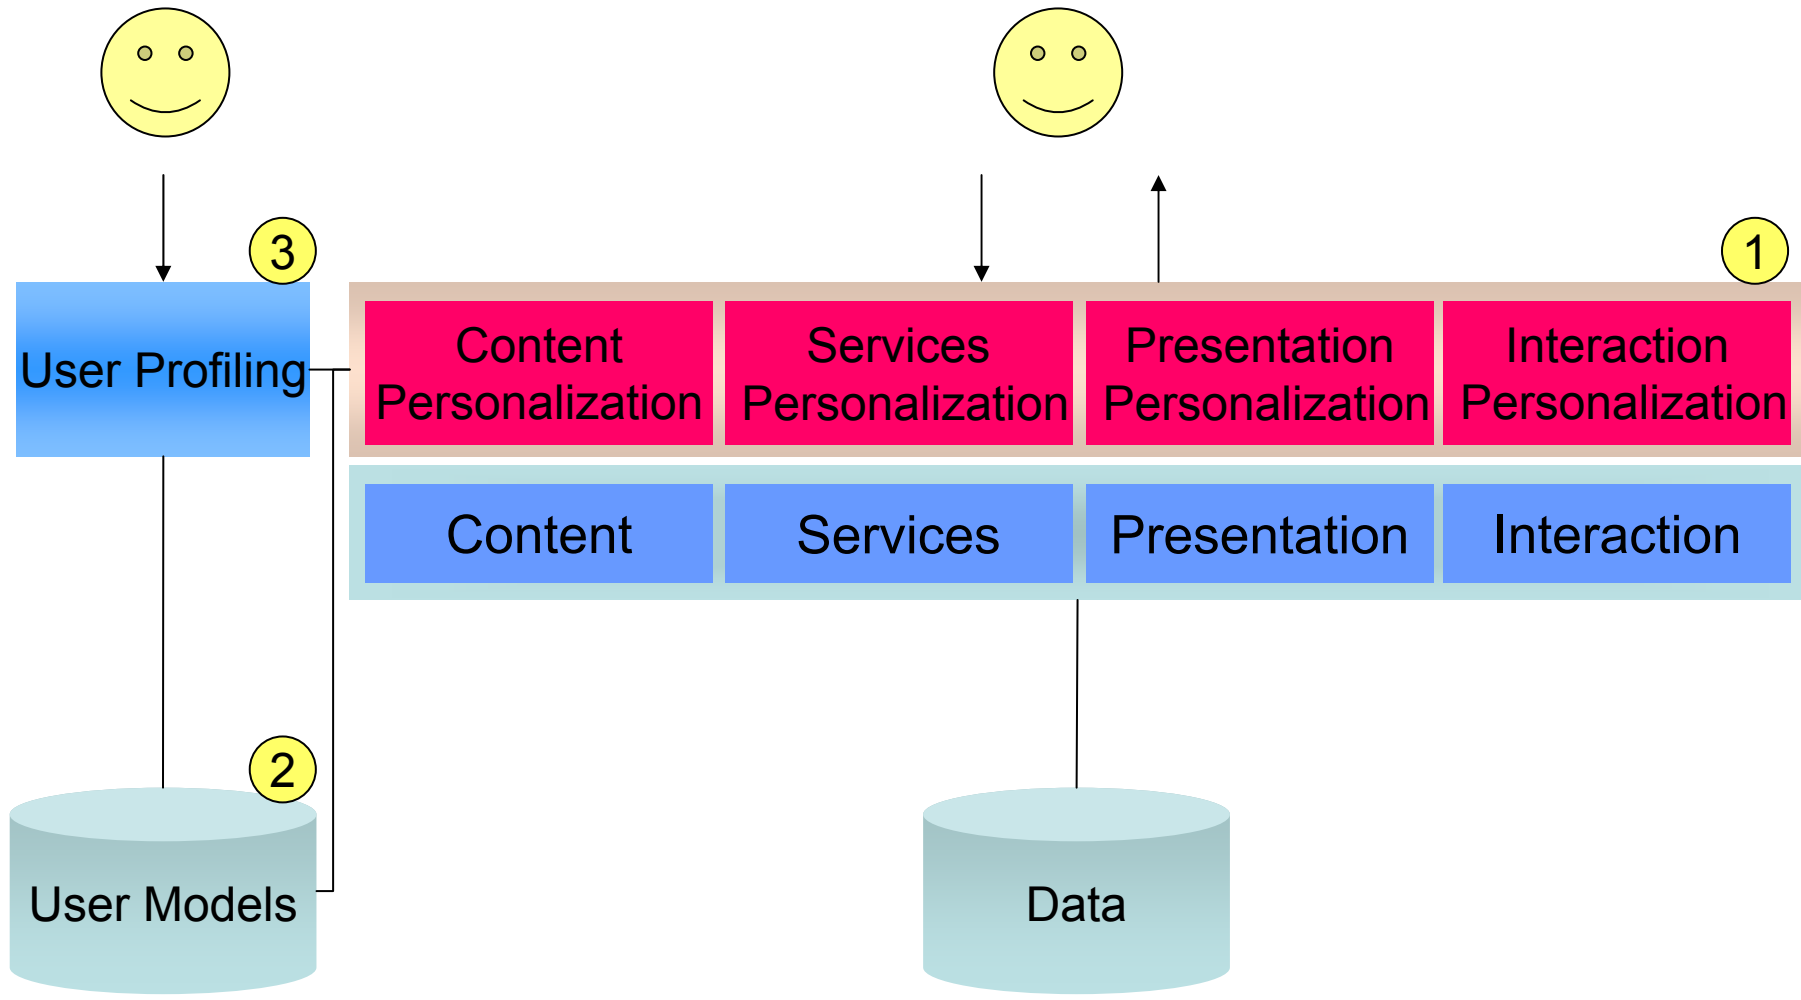 3
1
User Profiling
Content
Personalization
Services
Personalization
Presentation
Personalization
Interaction
Personalization
Content
Services
Presentation
Interaction
2
User Models
Data